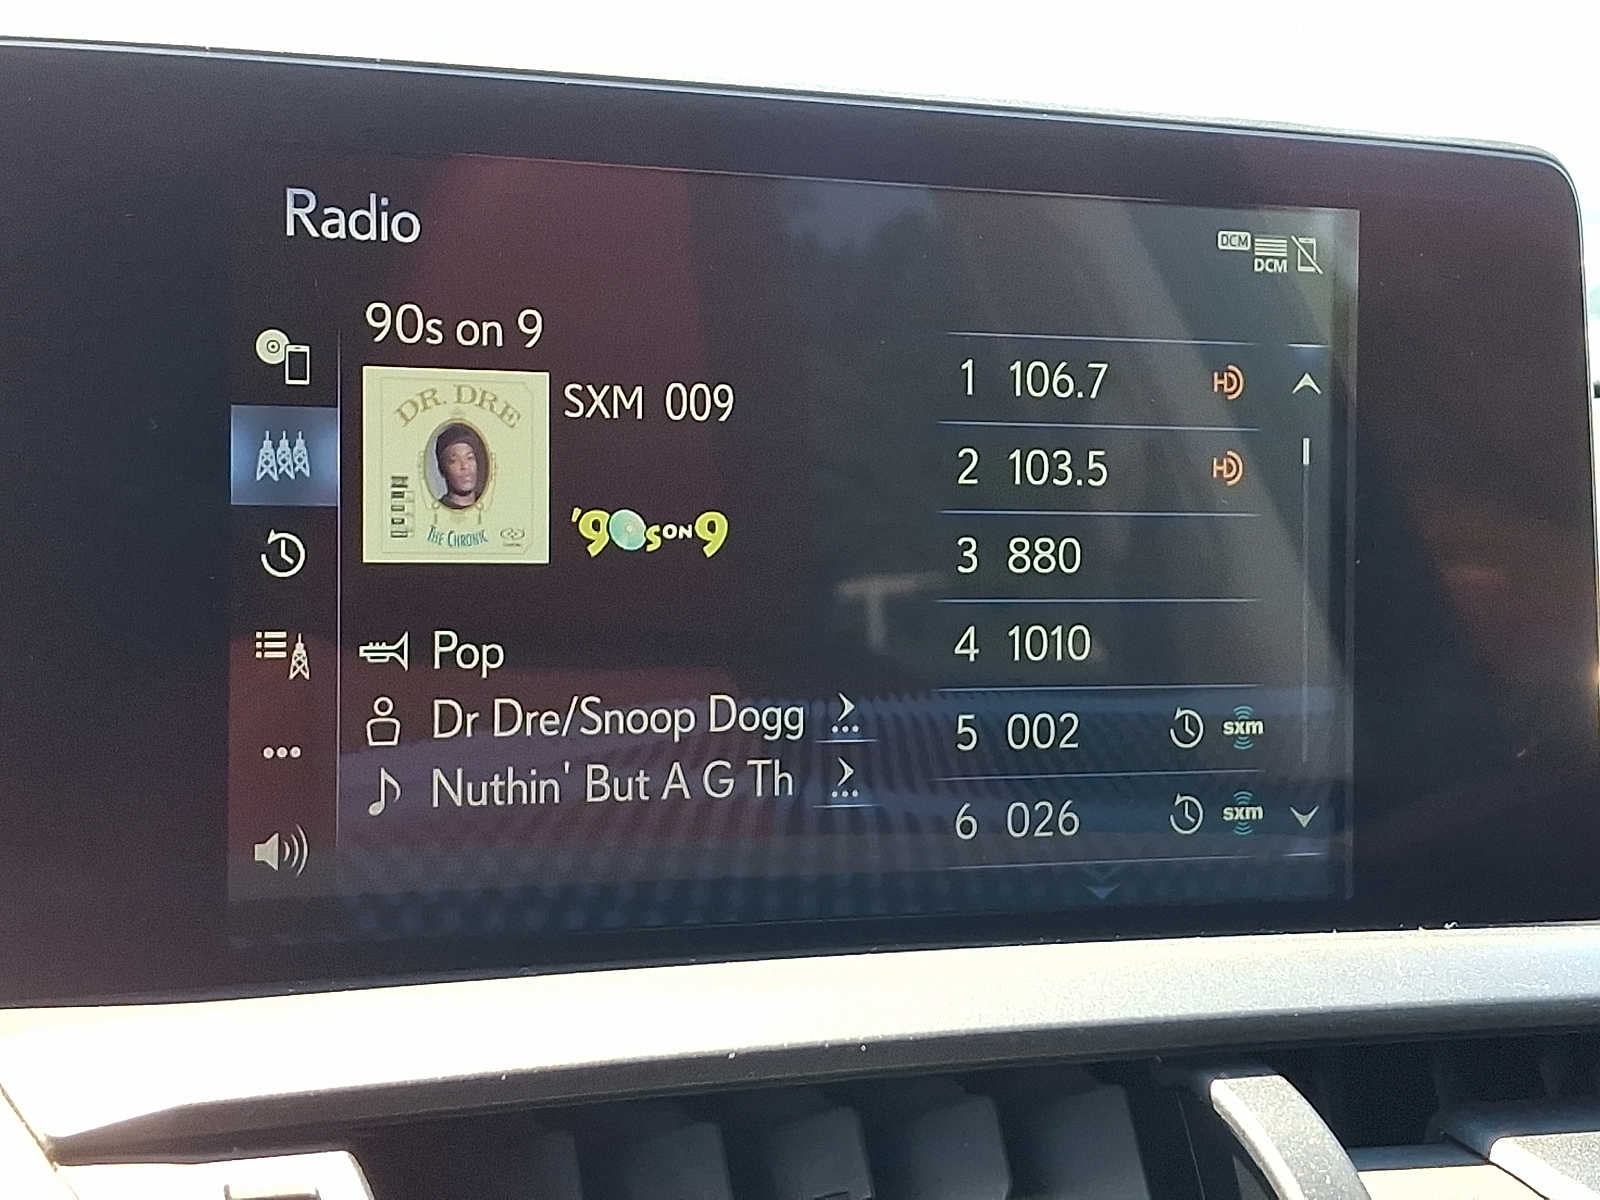 Radio
DCM
DCM
90s on 9
DR. DRE
THE CHRONIC
SXM 009
'90s ON 9
Pop
Dr Dre/Snoop Dogg
Nuthin' But A G Th
1 106.7 HD
2 103.5 HD
3 880
4 1010
5 002 sxm
6 026 sxm